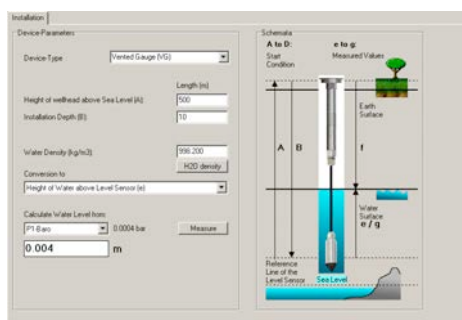 Installation
Device-Parameters
Device Type
Vented Gauge (VG)
Length (m)
Height of wellhead above Sea Level (A):
500
Installation Depth (B):
10
Water Density (kg/m3):
998.200
H2O density
Conversion to
Height of Water above Level Sensor (e)
Calculate Water Level from:
P1-Baro
0.0004 bar
Measure
0.004 m
Schemata
A to D: e to g:
Start Condition
Measured Values
Earth Surface
A B f
Water Surface
e / g
Reference Line of the Level Sensor
Sea Level